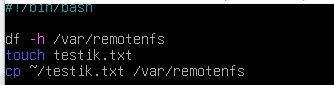 #!/bin/bash
df -h /var/remotenfs
touch testik.txt
cp ~/testik.txt /var/remotenfs